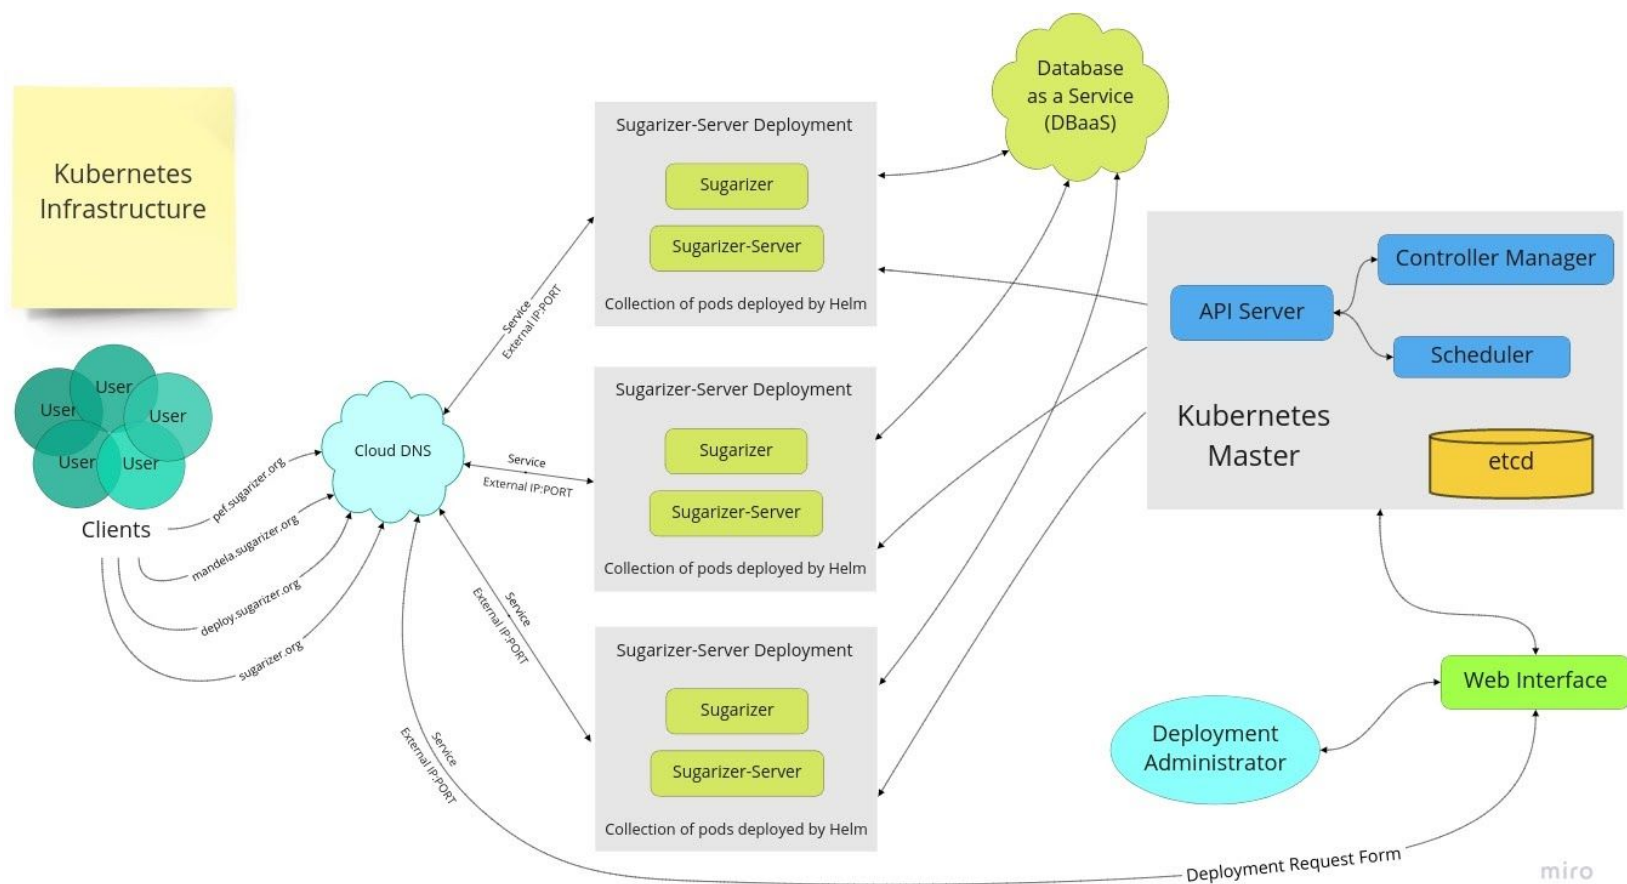 Kubernetes
Infrastructure
User
User
User
User
User
Clients
pef.sugarizer.org
mandela.sugarizer.org
deploy.sugarizer.org
sugarizer.org
Cloud DNS
Service
External IP:PORT
Service
External IP:PORT
Service
External IP:PORT
Service
External IP:PORT
Sugarizer-Server Deployment
Sugarizer
Sugarizer-Server
Collection of pods deployed by Helm
Sugarizer-Server Deployment
Sugarizer
Sugarizer-Server
Collection of pods deployed by Helm
Sugarizer-Server Deployment
Sugarizer
Sugarizer-Server
Collection of pods deployed by Helm
Database
as a Service
(DBaaS)
Controller Manager
API Server
Scheduler
Kubernetes
Master
etcd
Web Interface
Deployment
Administrator
Deployment Request Form
miro